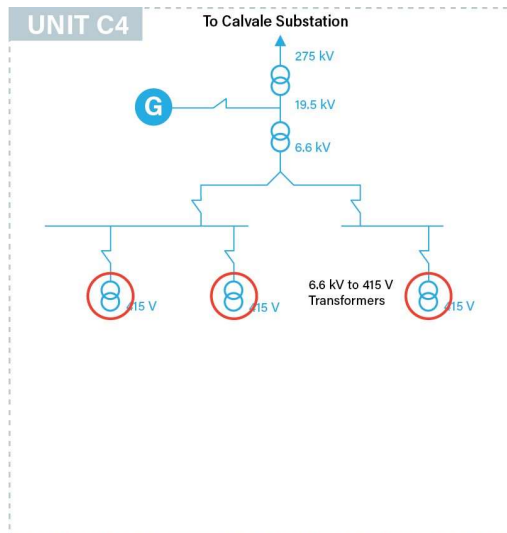 UNIT C4
To Calvale Substation
275 kV
G
19.5 kV
6.6 kV
6.6 kV to 415 V
Transformers
415 V
415 V
415 V